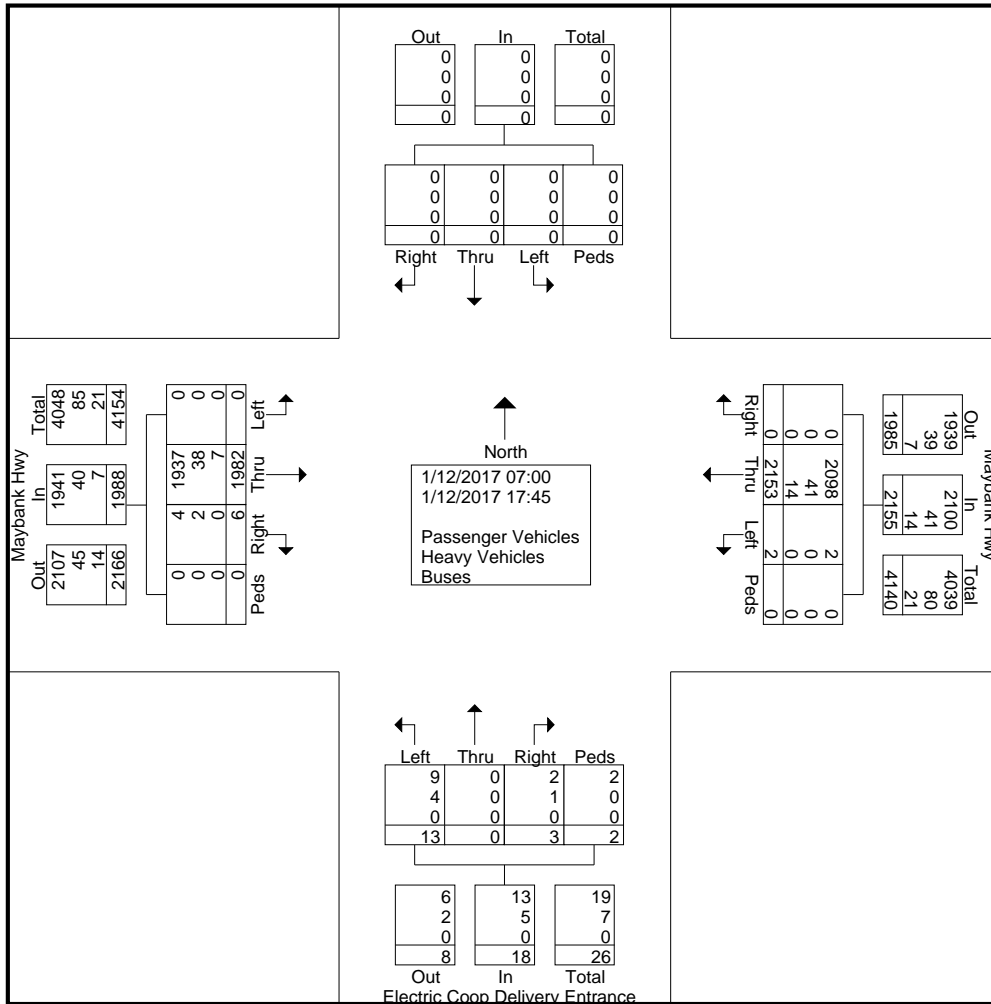 Out In Total
0 0 0
0 0 0
0 0 0
0 0 0
0 0 0 0
0 0 0 0
0 0 0 0
0 0 0 0
Right Thru Left Peds
Maybank Hwy
Total In Out
4048 1941 2107
85 40 45
21 7 14
4154 1988 2166
0 1937 4 0
0 38 2 0
0 7 0 0
0 1982 6 0
Left Thru Right Peds
North
1/12/2017 07:00
1/12/2017 17:45
Passenger Vehicles
Heavy Vehicles
Buses
Right Thru Left Peds
0 2098 2 0
0 41 0 0
0 14 0 0
0 2153 2 0
Out In Total
1939 2100 4039
39 41 80
7 14 21
1985 2155 4140
Maybank Hwy
Left Thru Right Peds
9 0 2 2
4 0 1 0
0 0 0 0
13 0 3 2
6 13 19
2 5 7
0 0 0
8 18 26
Out In Total
Electric Coop Delivery Entrance